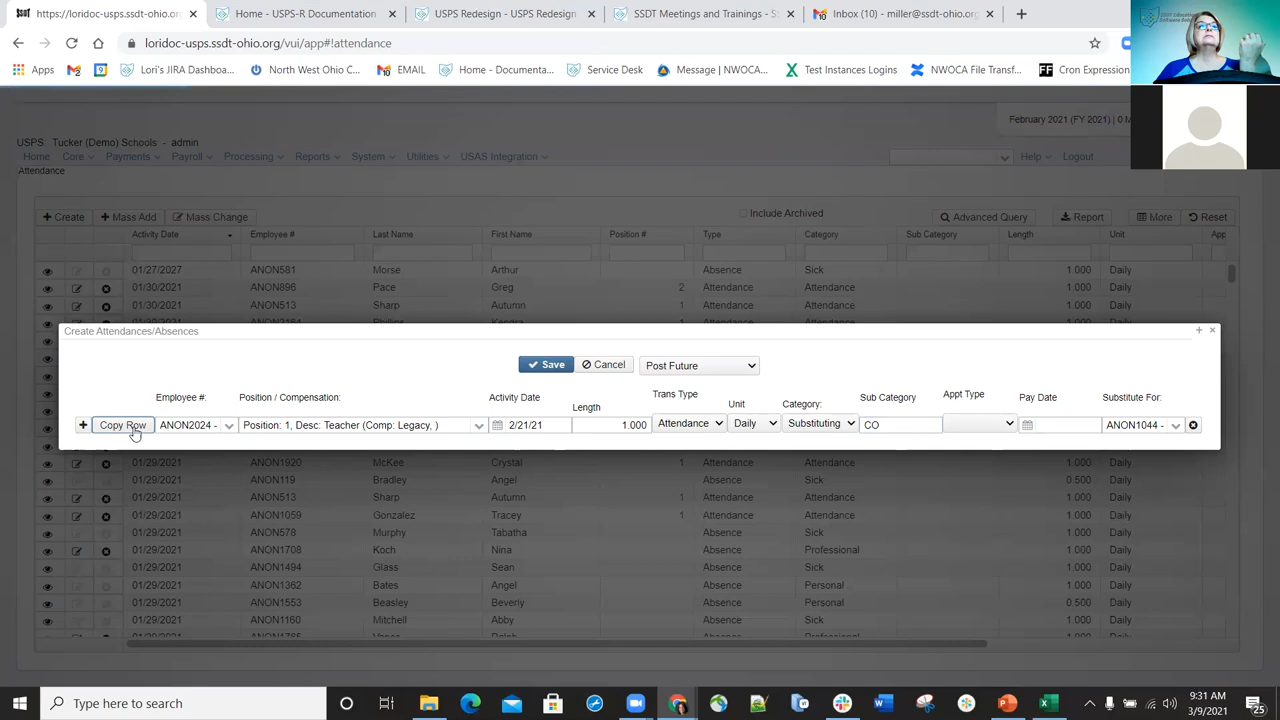 https://loridoc-usps.ssdt-ohio.org
Home - USPS-R Documentation
USPS Redesign - USPS Redesign
SSDT Meetings and Trainings - S
Inbox (10) - miller@ssdt-ohio.org
loridoc-usps.ssdt-ohio.org/vui/app#!attendance
Apps
Lori's JIRA Dashboa...
North West Ohio C...
EMAIL
Home - Documenta...
Service Desk
Message | NWOCA...
Test Instances Logins
NWOCA File Transf...
Cron Expression
February 2021 (FY 2021) | 0 M
USPS: Tucker (Demo) Schools - admin
Home Core Payments Payroll Processing Reports System Utilities USAS Integration Help Logout
Attendance
Create Mass Add Mass Change Include Archived Advanced Query Report More Reset
Activity Date Employee # Last Name First Name Position # Type Category Sub Category Length Unit App
01/27/2027 ANON581 Morse Arthur Absence Sick 1.000 Daily
01/30/2021 ANON896 Pace Greg 2 Attendance Attendance 1.000 Daily
01/30/2021 ANON513 Sharp Autumn 1 Attendance Attendance 1.000 Daily
Create Attendances/Absences
Save Cancel Post Future
Employee #: Position / Compensation: Activity Date Length Trans Type Unit Category: Sub Category Appt Type Pay Date Substitute For:
Copy Row ANON2024 - Position: 1, Desc: Teacher (Comp: Legacy, ) 2/21/21 1.000 Attendance Daily Substituting CO ANON1044 -
01/29/2021 ANON1920 McKee Crystal 1 Attendance Attendance 1.000 Daily
01/29/2021 ANON119 Bradley Angel Absence Sick 0.500 Daily
01/29/2021 ANON513 Sharp Autumn 1 Attendance Attendance 1.000 Daily
01/29/2021 ANON1059 Gonzalez Tracey 1 Attendance Attendance 1.000 Daily
01/29/2021 ANON578 Murphy Tabatha Absence Sick 1.000 Daily
01/29/2021 ANON1708 Koch Nina Absence Professional 1.000 Daily
01/29/2021 ANON1494 Glass Sean Absence Sick 1.000 Daily
01/29/2021 ANON1362 Bates Angel Absence Personal 1.000 Daily
01/29/2021 ANON1553 Beasley Beverly Absence Personal 0.500 Daily
01/29/2021 ANON1160 Mitchell Abby Absence Sick 1.000 Daily
Type here to search
9:31 AM
3/9/2021
25